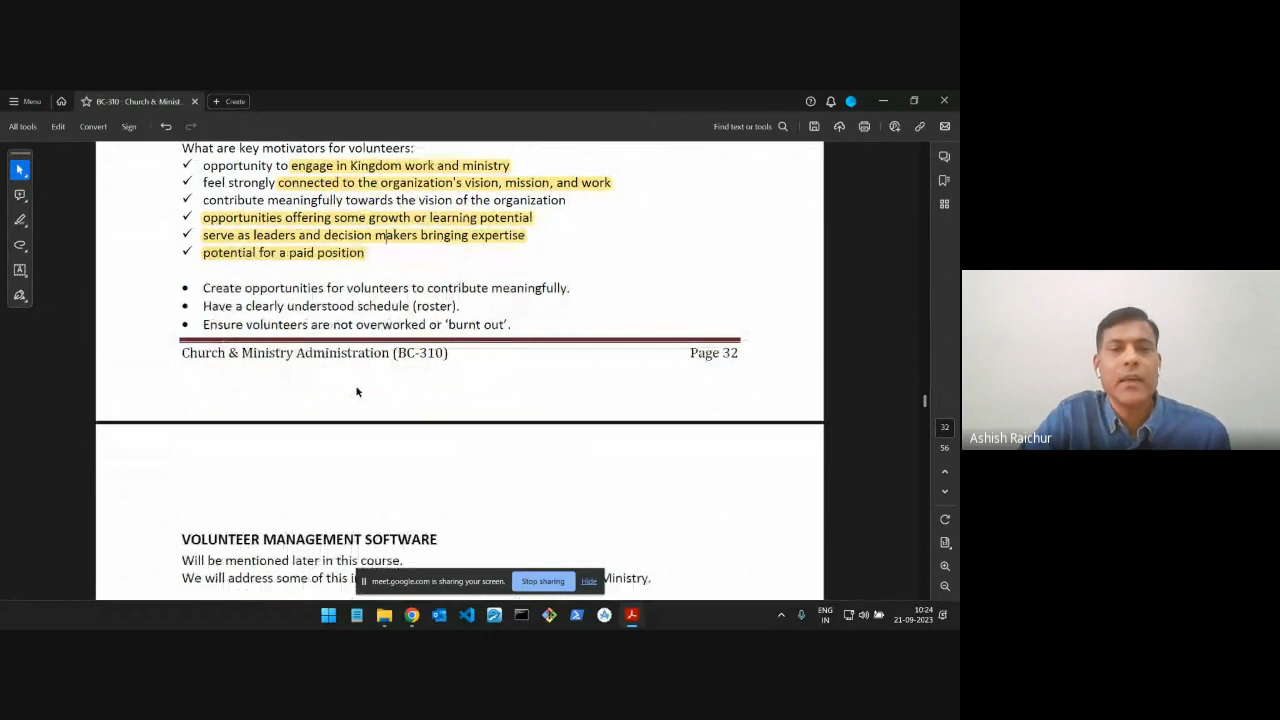 Menu
BC-310 : Church & Minist...
Create
All tools
Edit
Convert
Sign
Find text or tools
What are key motivators for volunteers:
✓ opportunity to engage in Kingdom work and ministry
✓ feel strongly connected to the organization's vision, mission, and work
✓ contribute meaningfully towards the vision of the organization
✓ opportunities offering some growth or learning potential
✓ serve as leaders and decision makers bringing expertise
✓ potential for a paid position
• Create opportunities for volunteers to contribute meaningfully.
• Have a clearly understood schedule (roster).
• Ensure volunteers are not overworked or ‘burnt out’.
Church & Ministry Administration (BC-310) Page 32
32
56
VOLUNTEER MANAGEMENT SOFTWARE
Will be mentioned later in this course.
We will address some of this in
Ministry.
meet.google.com is sharing your screen.
Stop sharing
Hide
ENG
IN
10:24
21-09-2023
Ashish Raichur